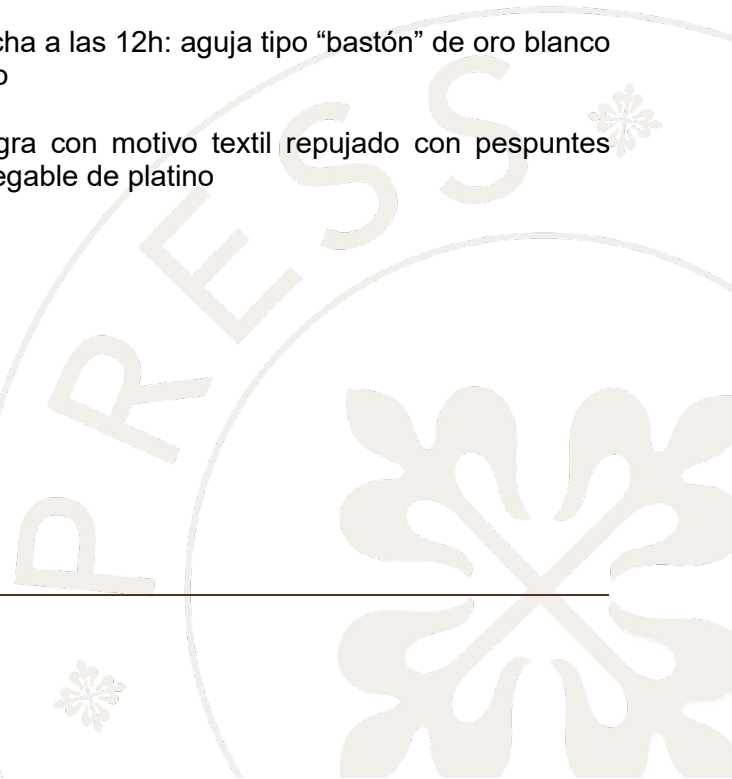 cha a las 12h: aguja tipo “bastón” de oro blanco
o
gra con motivo textil repujado con pespuntes
egable de platino
PRESS